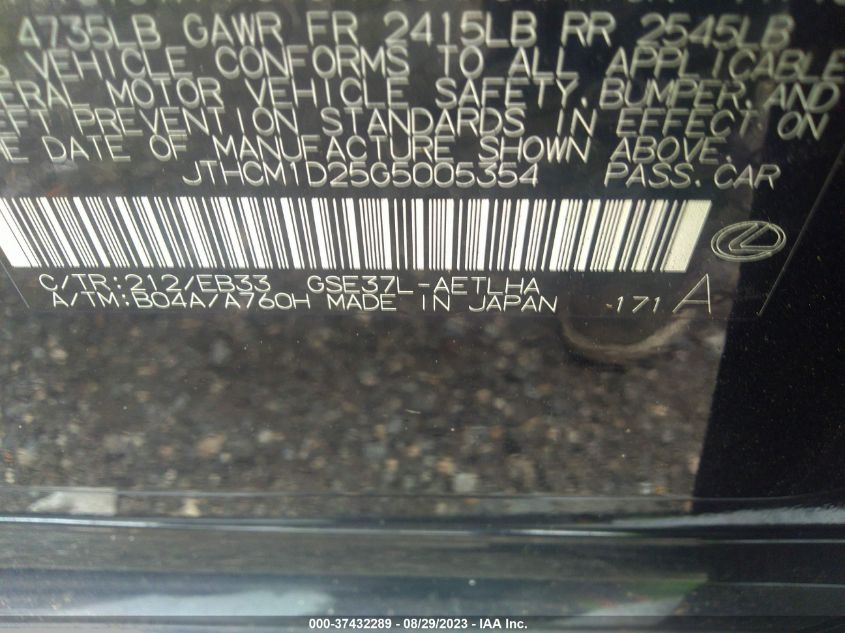 4735LB GAWR FR 2415LB RR 2545LB
VEHICLE CONFORMS TO ALL APPLICABLE
MOTOR VEHICLE SAFETY, BUMPER, AND
PREVENTION STANDARDS IN EFFECT ON
DATE OF MANUFACTURE SHOWN ABOVE.
JTHCM1D25G5005354 PASS. CAR
C/TR:212/EB33 GSE37L-AETLHA
A/TM:B04A/A760H MADE IN JAPAN 171 A
000-37432289 - 08/29/2023 - © IAA Inc.